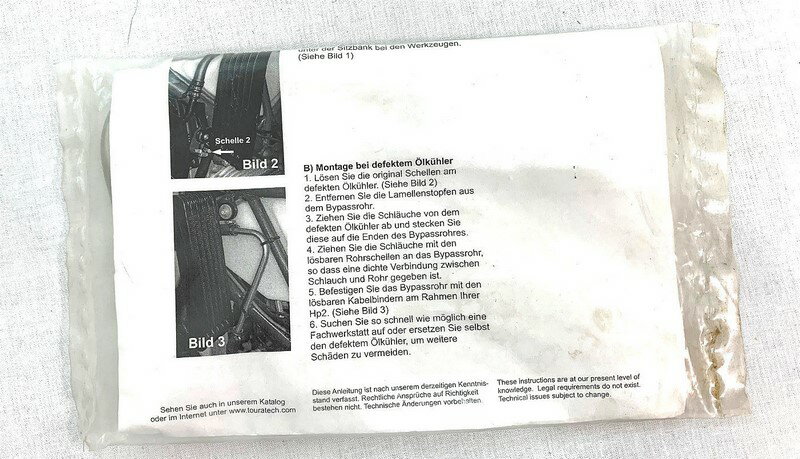 unter der Sitzbank bei den Werkzeugen.
(Siehe Bild 1)
Schelle 2
Bild 2
B) Montage bei defektem Ölkühler
1. Lösen Sie die original Schellen am
defekten Ölkühler. (Siehe Bild 2)
2. Entfernen Sie die Lamellenstopfen aus
dem Bypassrohr.
3. Ziehen Sie die Schläuche von dem
defekten Ölkühler ab und stecken Sie
diese auf die Enden des Bypassrohres.
4. Ziehen Sie die Schläuche mit den
lösbaren Rohrschellen an das Bypassrohr,
so dass eine dichte Verbindung zwischen
Schlauch und Rohr gegeben ist.
5. Befestigen Sie das Bypassrohr mit den
lösbaren Kabelbindern am Rahmen Ihrer
Hp2. (Siehe Bild 3)
6. Suchen Sie so schnell wie möglich eine
Fachwerkstatt auf oder ersetzen Sie selbst
den defektem Ölkühler, um weitere
Schäden zu vermeiden.
Bild 3
Sehen Sie auch in unserem Katalog
oder im Internet unter www.touratech.com
Diese Anleitung ist nach unserem derzeitigen Kenntnis-
stand verfasst. Rechtliche Ansprüche auf Richtigkeit
bestehen nicht. Technische Änderungen vorbehalten.
These instructions are at our present level of
knowledge. Legal requirements do not exist.
Technical issues subject to change.